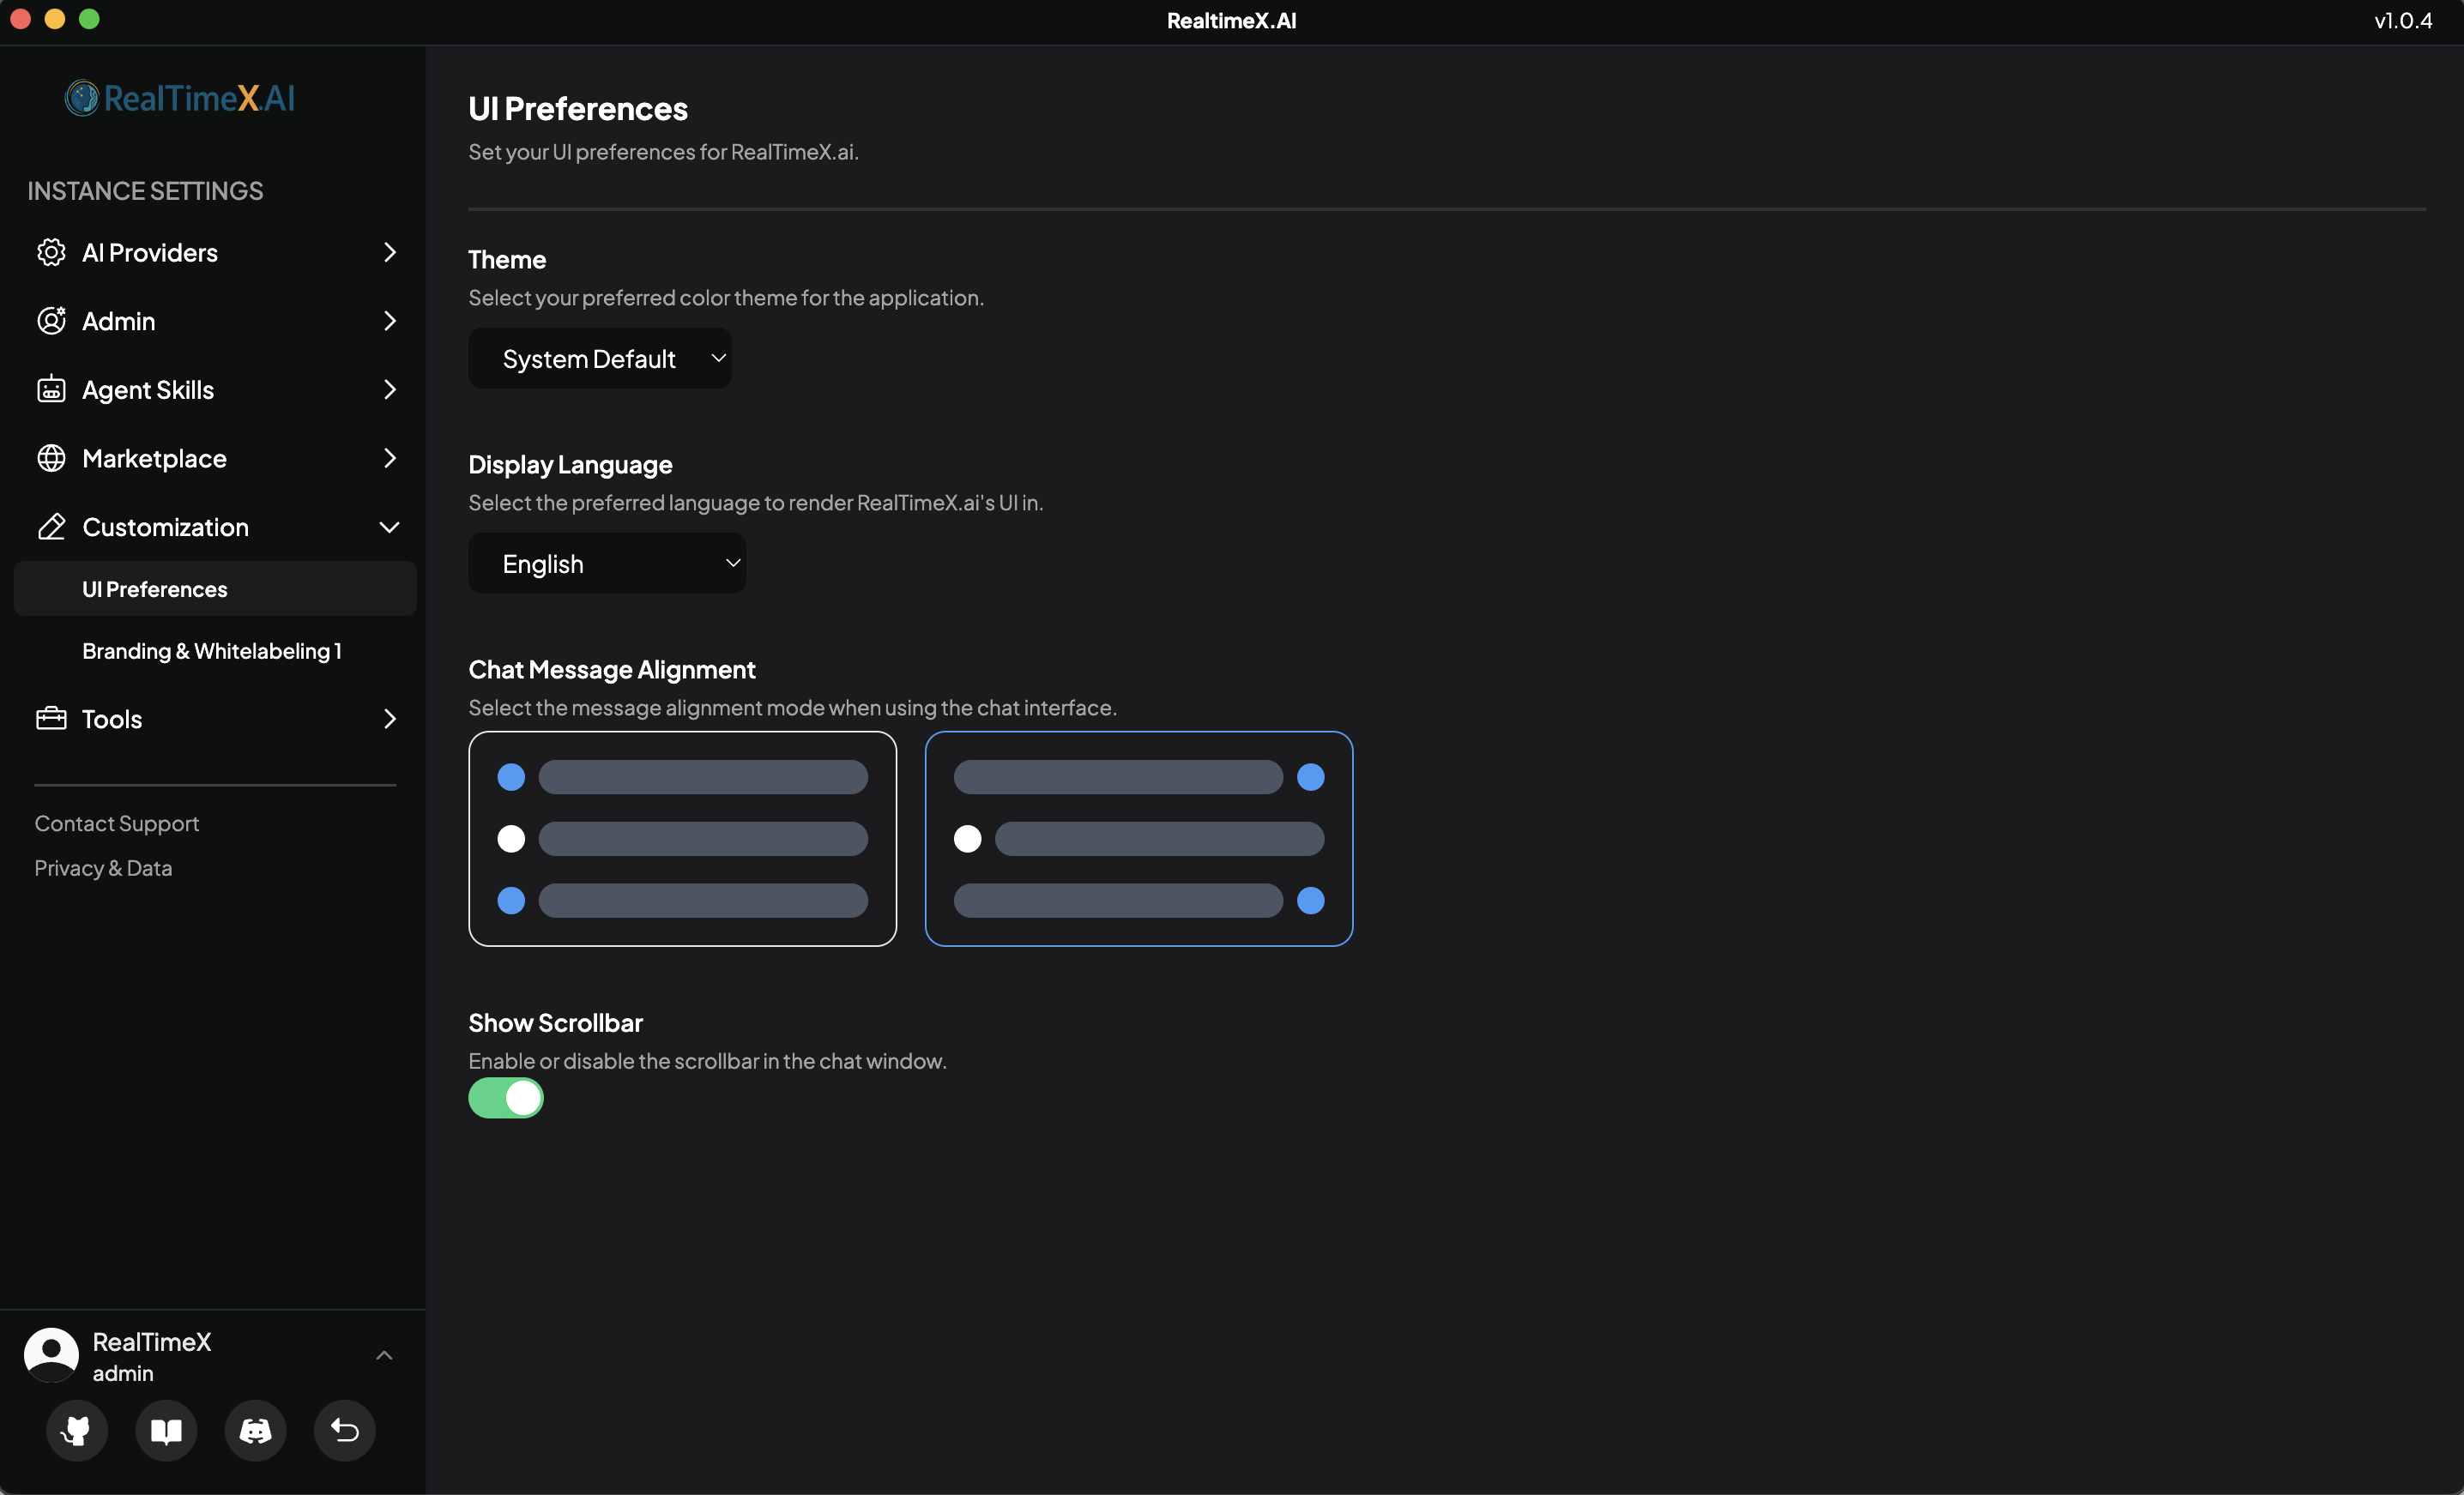 RealtimeX.AI
v1.0.4
RealTimeX.AI
INSTANCE SETTINGS
AI Providers
Admin
Agent Skills
Marketplace
Customization
UI Preferences
Branding & Whitelabeling 1
Tools
Contact Support
Privacy & Data
RealTimeX
admin
UI Preferences
Set your UI preferences for RealTimeX.ai.
Theme
Select your preferred color theme for the application.
System Default
Display Language
Select the preferred language to render RealTimeX.ai's UI in.
English
Chat Message Alignment
Select the message alignment mode when using the chat interface.
Show Scrollbar
Enable or disable the scrollbar in the chat window.